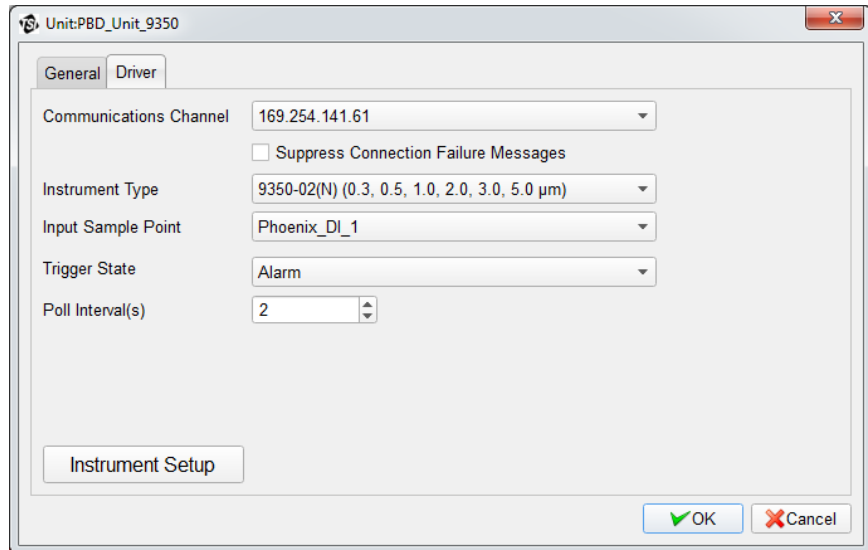 TSI Unit:PBD_Unit_9350
General Driver
Communications Channel 169.254.141.61
Suppress Connection Failure Messages
Instrument Type 9350-02(N) (0.3, 0.5, 1.0, 2.0, 3.0, 5.0 µm)
Input Sample Point Phoenix_DI_1
Trigger State Alarm
Poll Interval(s) 2
Instrument Setup
OK Cancel